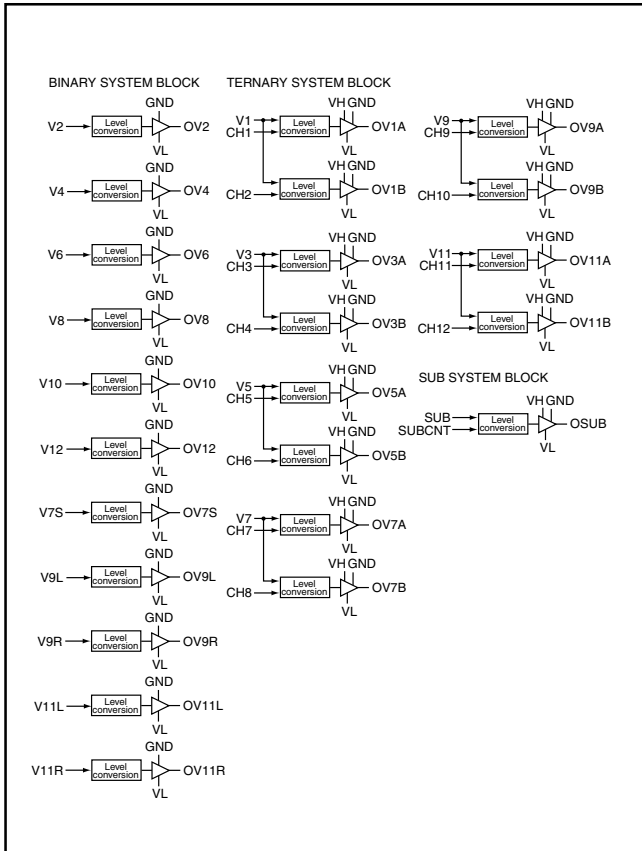 BINARY SYSTEM BLOCK
GND
V2
Level
conversion
OV2
VL
GND
V4
Level
conversion
OV4
VL
GND
V6
Level
conversion
OV6
VL
GND
V8
Level
conversion
OV8
VL
GND
V10
Level
conversion
OV10
VL
GND
V12
Level
conversion
OV12
VL
GND
V7S
Level
conversion
OV7S
VL
GND
V9L
Level
conversion
OV9L
VL
GND
V9R
Level
conversion
OV9R
VL
GND
V11L
Level
conversion
OV11L
VL
GND
V11R
Level
conversion
OV11R
VL
TERNARY SYSTEM BLOCK
VH GND
V1
CH1
Level
conversion
OV1A
VL
VH GND
CH2
Level
conversion
OV1B
VL
VH GND
V3
CH3
Level
conversion
OV3A
VL
VH GND
CH4
Level
conversion
OV3B
VL
VH GND
V5
CH5
Level
conversion
OV5A
VL
VH GND
CH6
Level
conversion
OV5B
VL
VH GND
V7
CH7
Level
conversion
OV7A
VL
VH GND
CH8
Level
conversion
OV7B
VL
VH GND
V9
CH9
Level
conversion
OV9A
VL
VH GND
CH10
Level
conversion
OV9B
VL
VH GND
V11
CH11
Level
conversion
OV11A
VL
VH GND
CH12
Level
conversion
OV11B
VL
SUB SYSTEM BLOCK
VH GND
SUB
SUBCNT
Level
conversion
OSUB
VL